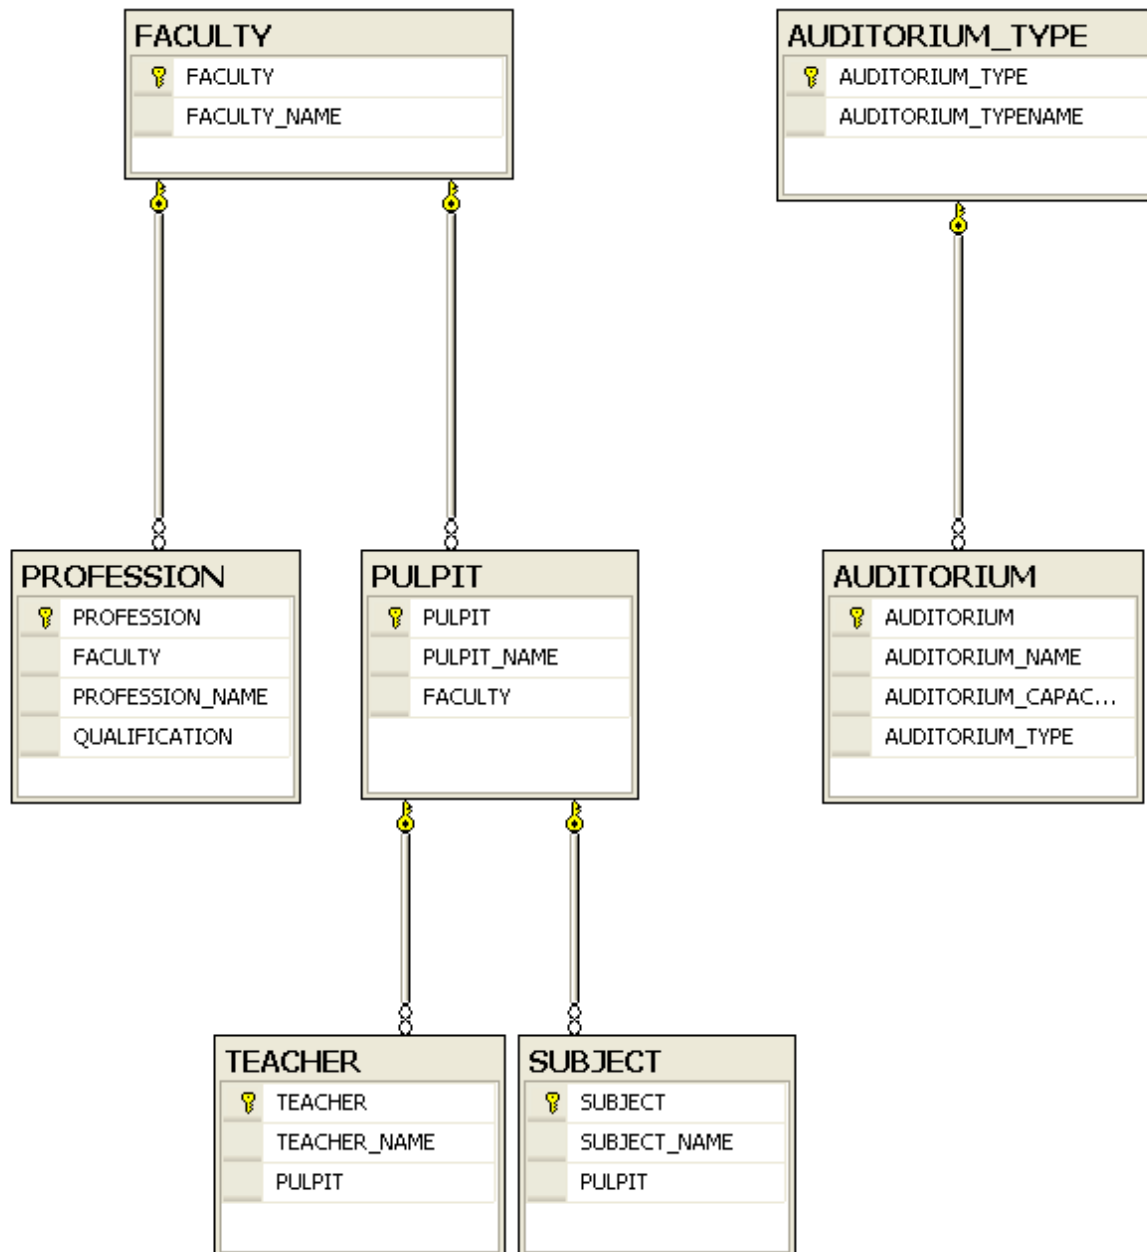 FACULTY
FACULTY
FACULTY_NAME
AUDITORIUM_TYPE
AUDITORIUM_TYPE
AUDITORIUM_TYPENAME
PROFESSION
PROFESSION
FACULTY
PROFESSION_NAME
QUALIFICATION
PULPIT
PULPIT
PULPIT_NAME
FACULTY
AUDITORIUM
AUDITORIUM
AUDITORIUM_NAME
AUDITORIUM_CAPAC...
AUDITORIUM_TYPE
TEACHER
TEACHER
TEACHER_NAME
PULPIT
SUBJECT
SUBJECT
SUBJECT_NAME
PULPIT